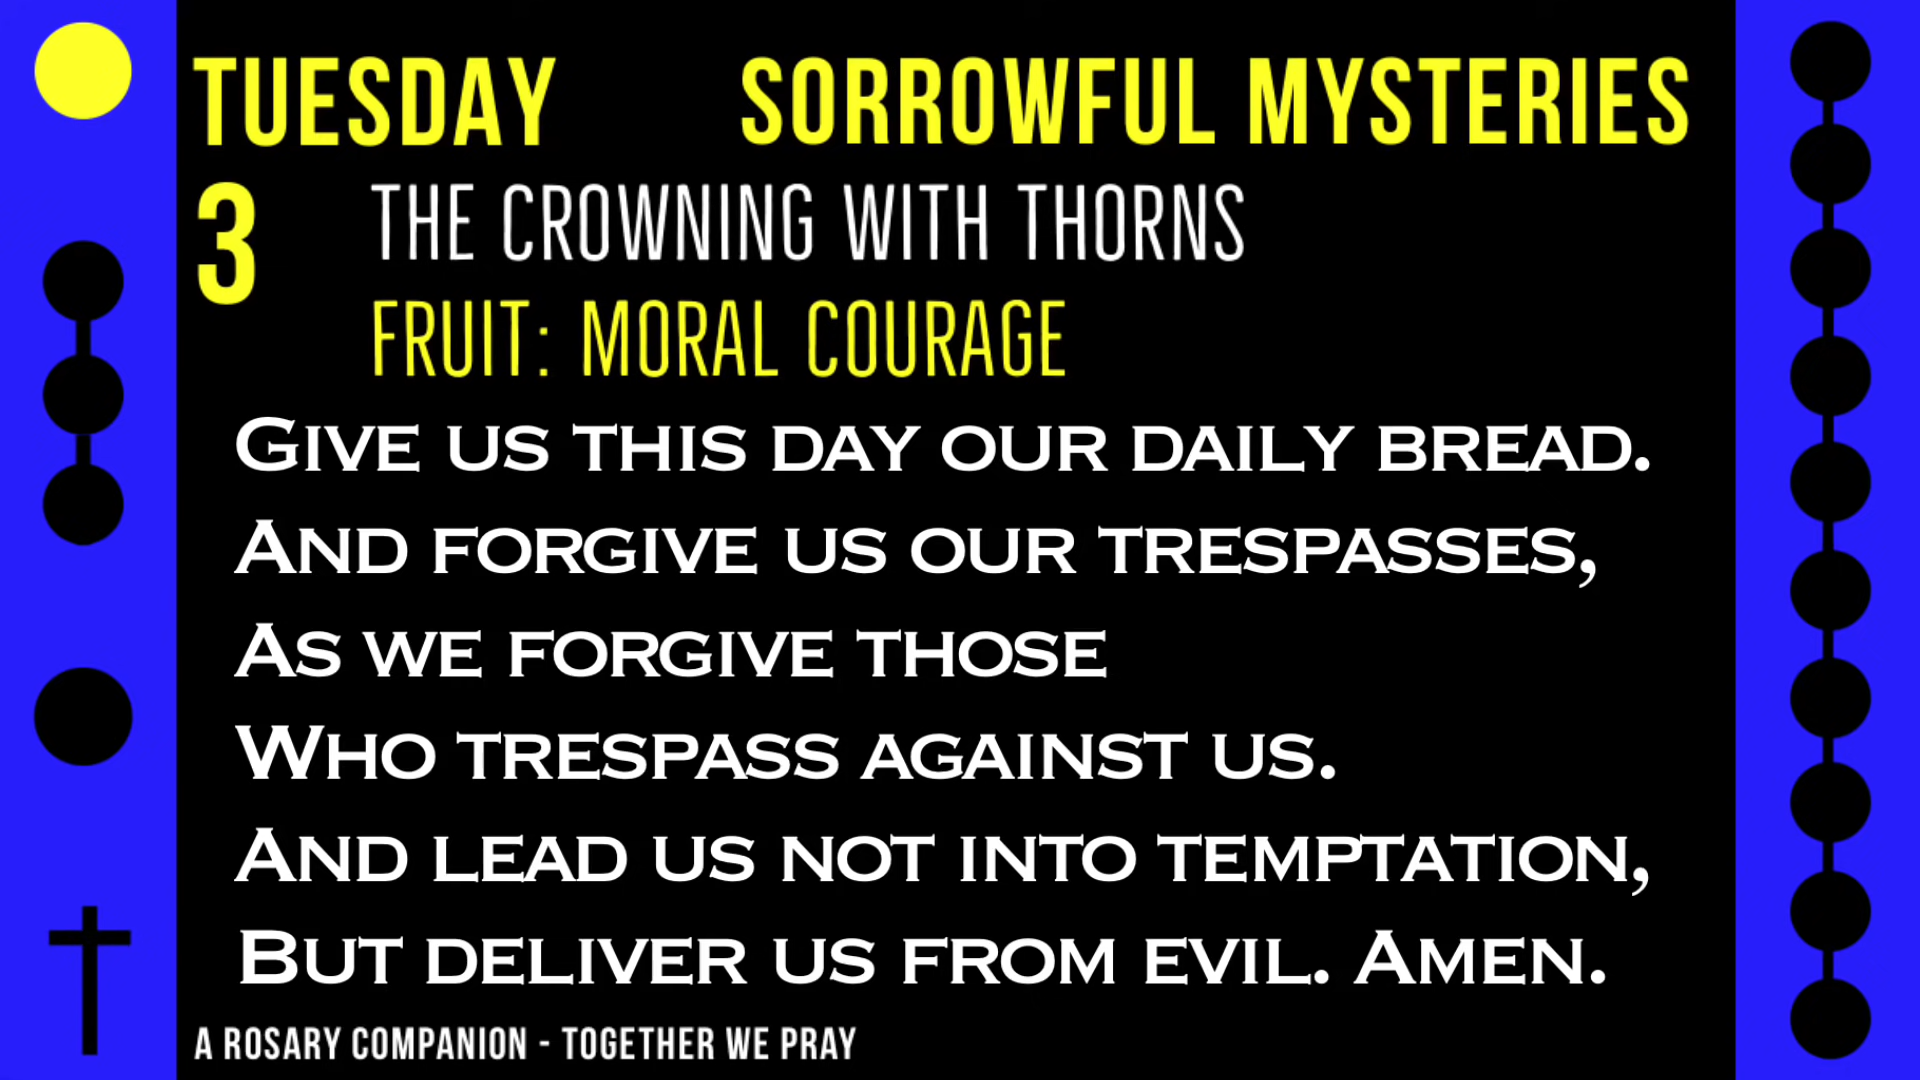 TUESDAY SORROWFUL MYSTERIES
3 THE CROWNING WITH THORNS
FRUIT: MORAL COURAGE
GIVE US THIS DAY OUR DAILY BREAD.
AND FORGIVE US OUR TRESPASSES,
AS WE FORGIVE THOSE
WHO TRESPASS AGAINST US.
AND LEAD US NOT INTO TEMPTATION,
BUT DELIVER US FROM EVIL. AMEN.
A ROSARY COMPANION - TOGETHER WE PRAY